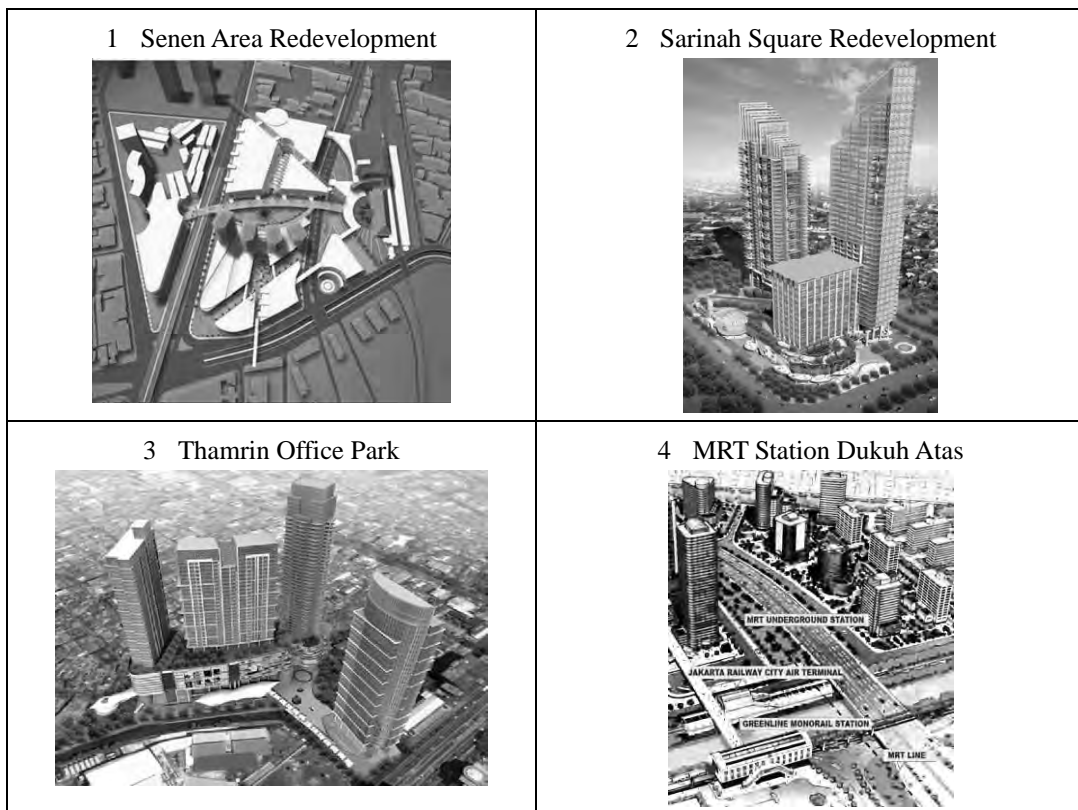 1 Senen Area Redevelopment
2 Sarinah Square Redevelopment
3 Thamrin Office Park
4 MRT Station Dukuh Atas
MRT UNDERGROUND STATION
JAKARTA RAILWAY CITY AIR TERMINAL
GREENLINE MONORAIL STATION
MRT LINE